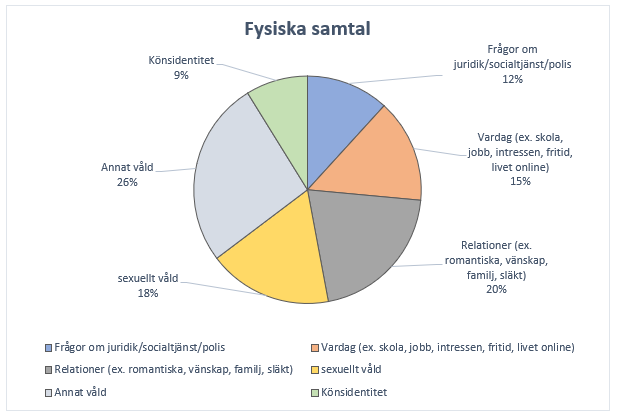 Fysiska samtal
Frågor om
juridik/socialtjänst/polis
12%
Vardag (ex. skola,
jobb, intressen, fritid,
livet online)
15%
Relationer (ex.
romantiska, vänskap,
familj, släkt)
20%
sexuellt våld
18%
Annat våld
26%
Könsidentitet
9%
Frågor om juridik/socialtjänst/polis
Vardag (ex. skola, jobb, intressen, fritid, livet online)
Relationer (ex. romantiska, vänskap, familj, släkt)
sexuellt våld
Annat våld
Könsidentitet